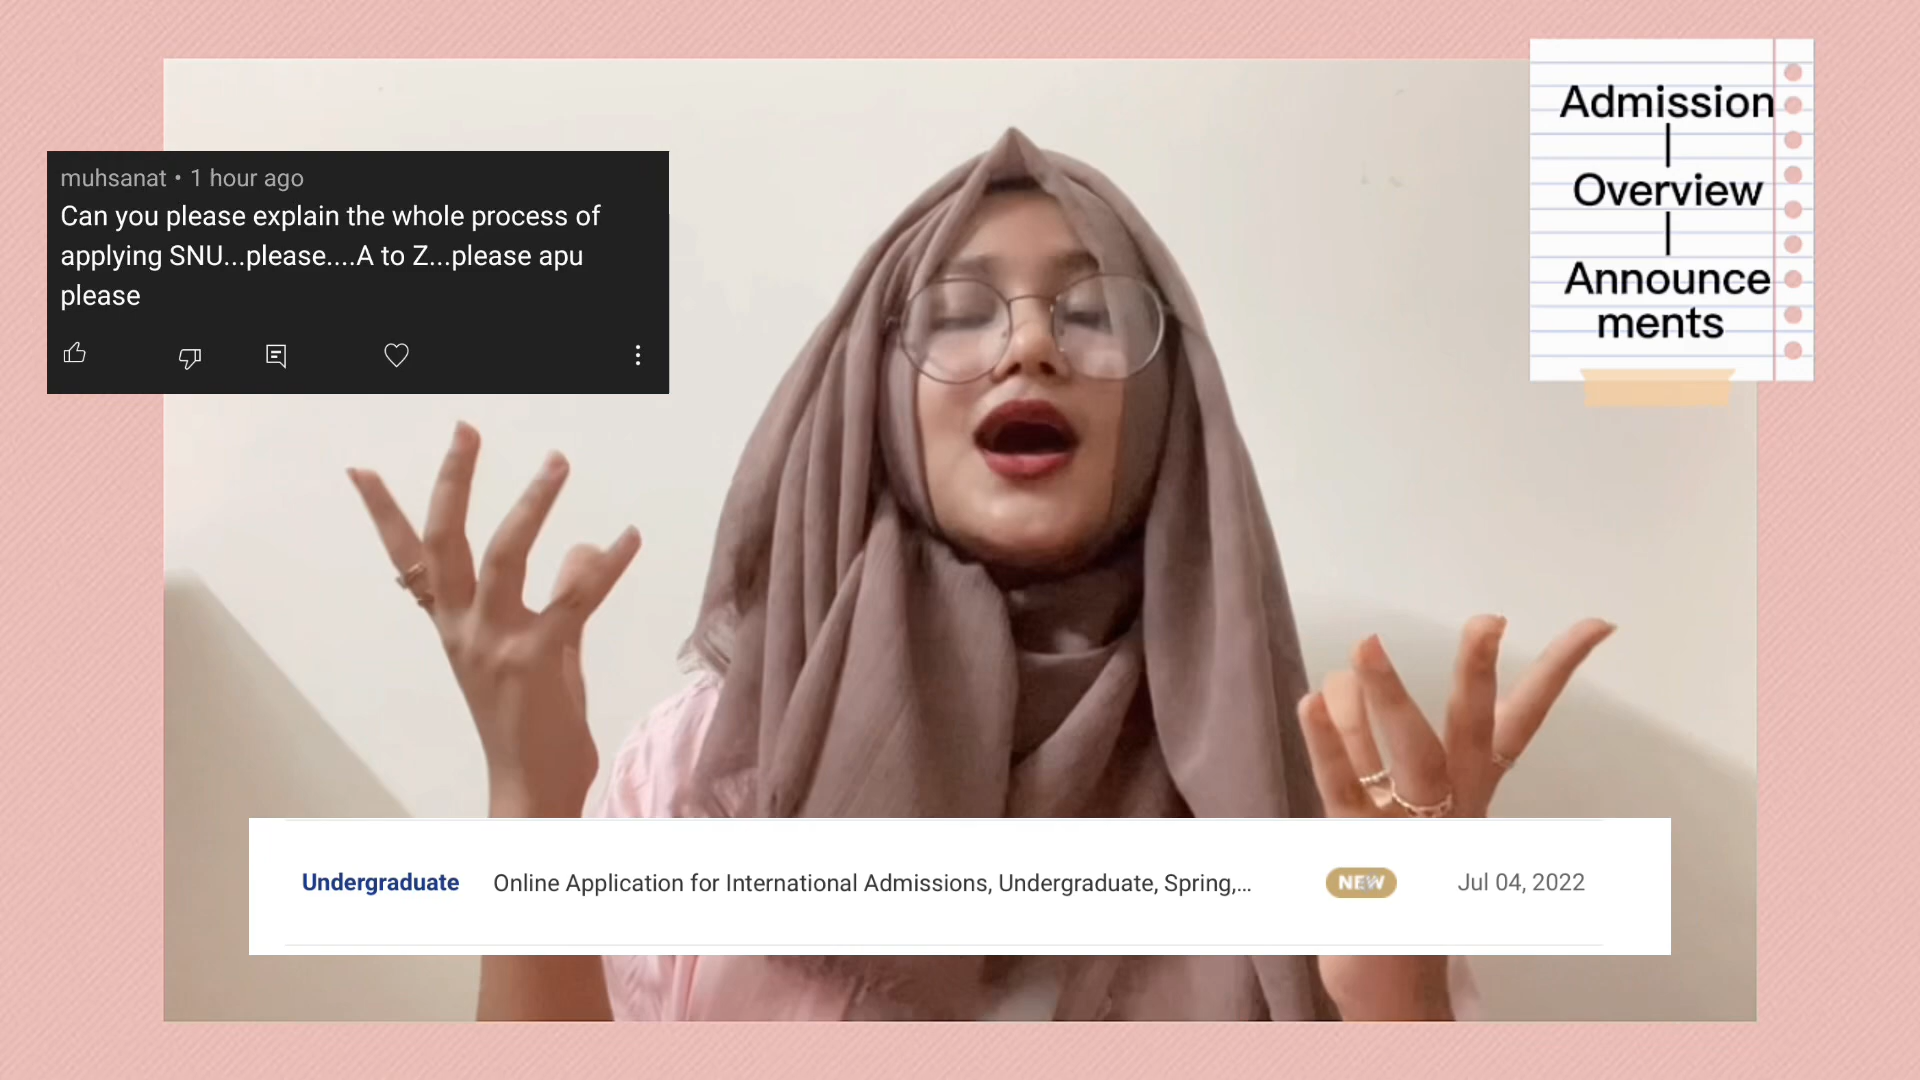 muhsanat • 1 hour ago
Can you please explain the whole process of
applying SNU...please....A to Z...please apu
please
Admission
Overview
Announce
ments
Undergraduate Online Application for International Admissions, Undergraduate, Spring,... NEW Jul 04, 2022